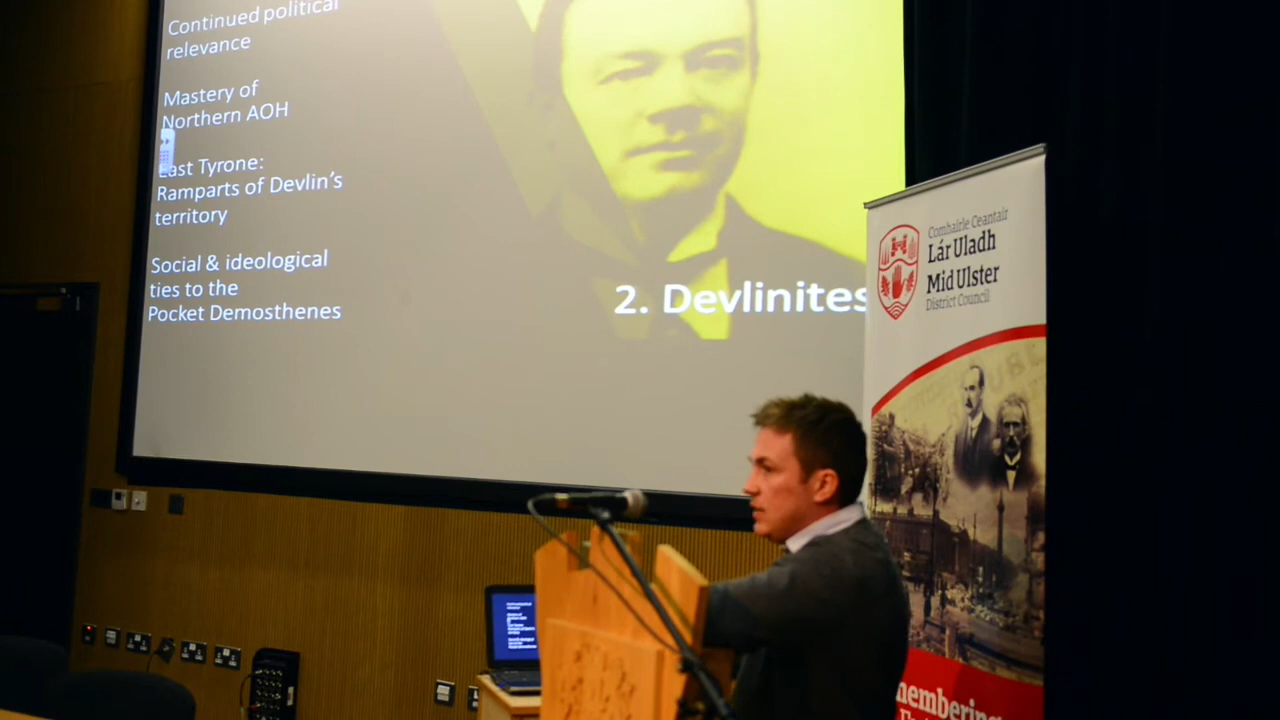 Continued political
relevance
Mastery of
Northern AOH
East Tyrone:
Ramparts of Devlin's
territory
Social & ideological
ties to the
Pocket Demosthenes
2. Devlinites
Comhairle Ceantair
Lár Uladh
Mid Ulster
District Council
membering